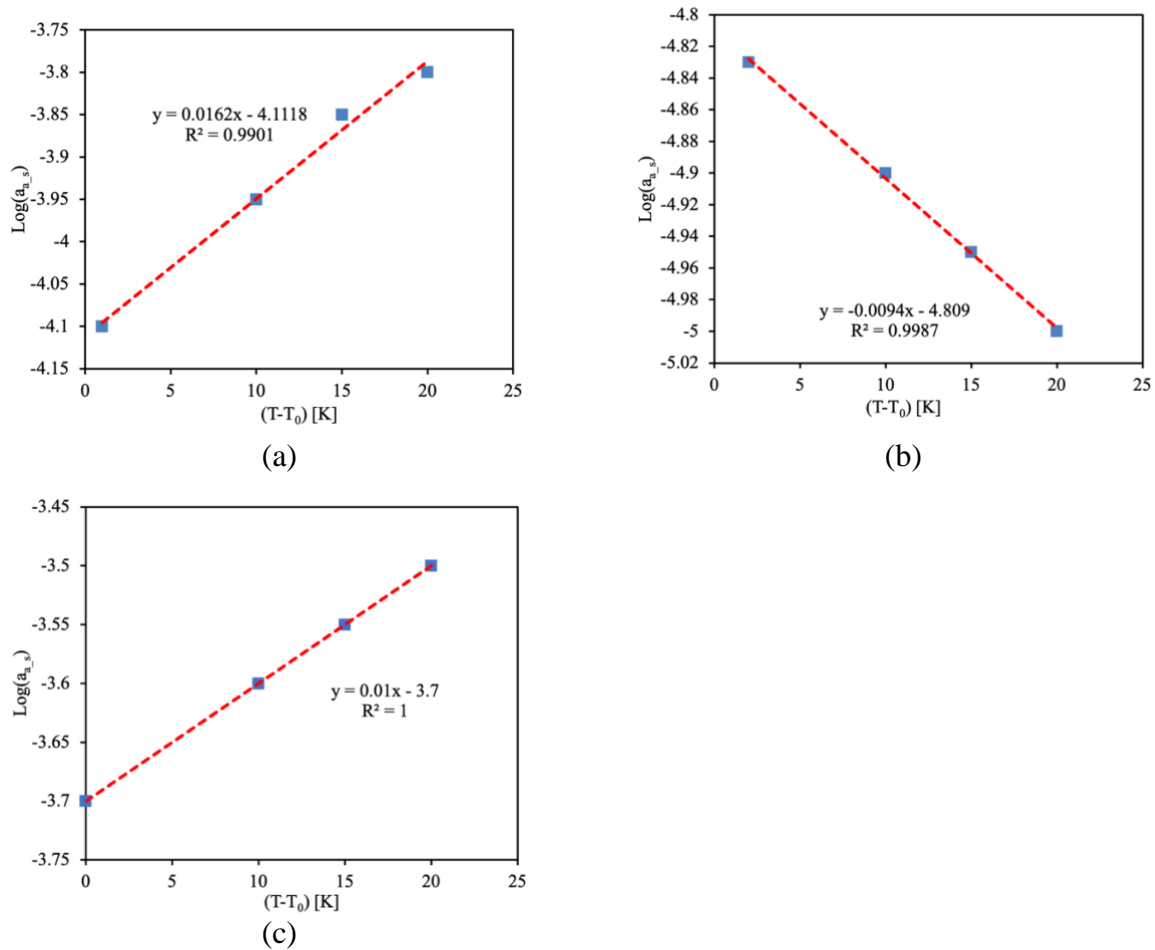 -3.75
-3.8
-3.85
-3.9
-3.95
-4
-4.05
-4.1
-4.15
Log(a_{a_s})
y = 0.0162x - 4.1118
R² = 0.9901
0 5 10 15 20 25
(T-T₀) [K]
(a)
-4.8
-4.82
-4.84
-4.86
-4.88
-4.9
-4.92
-4.94
-4.96
-4.98
-5
-5.02
Log(a_{a_s})
y = -0.0094x - 4.809
R² = 0.9987
0 5 10 15 20 25
(T-T₀) [K]
(b)
-3.45
-3.5
-3.55
-3.6
-3.65
-3.7
-3.75
Log(a_{a_s})
y = 0.01x - 3.7
R² = 1
0 5 10 15 20 25
(T-T₀) [K]
(c)